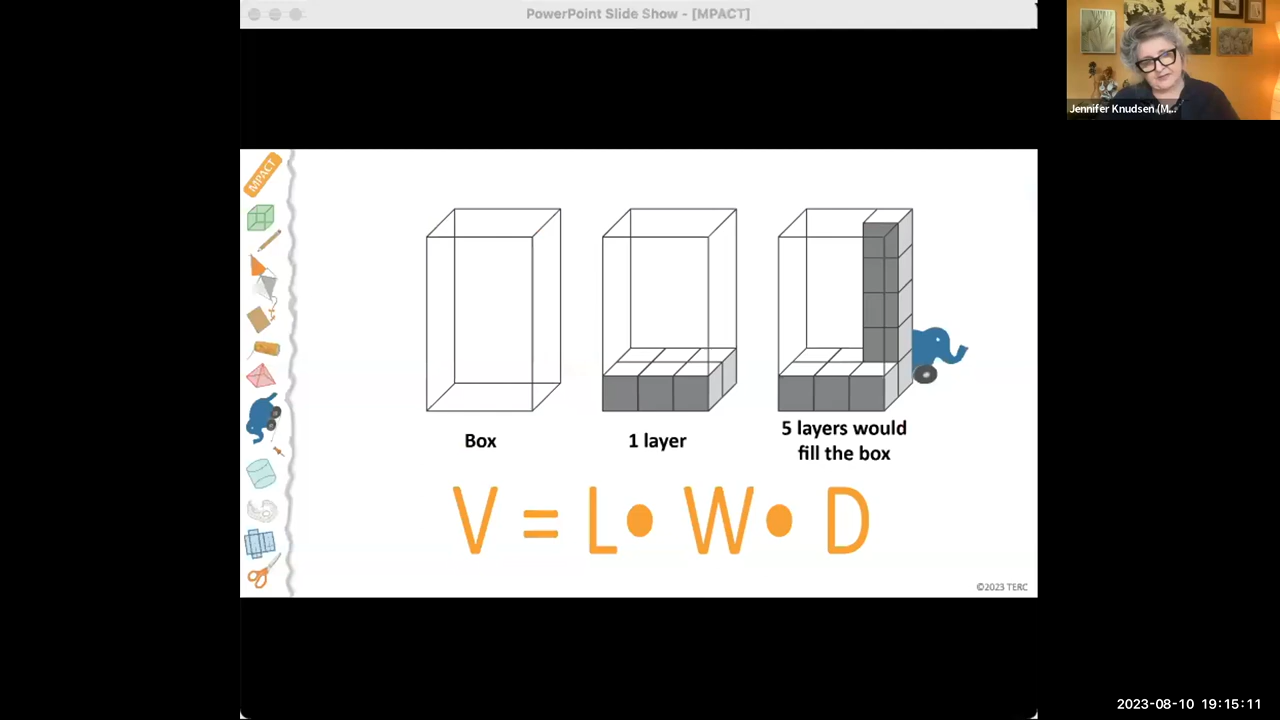 PowerPoint Slide Show - [MPACT]
Jennifer Knudsen (M...
MPACT
Box
1 layer
5 layers would
fill the box
V = L• W• D
©2023 TERC
2023-08-10 19:15:11